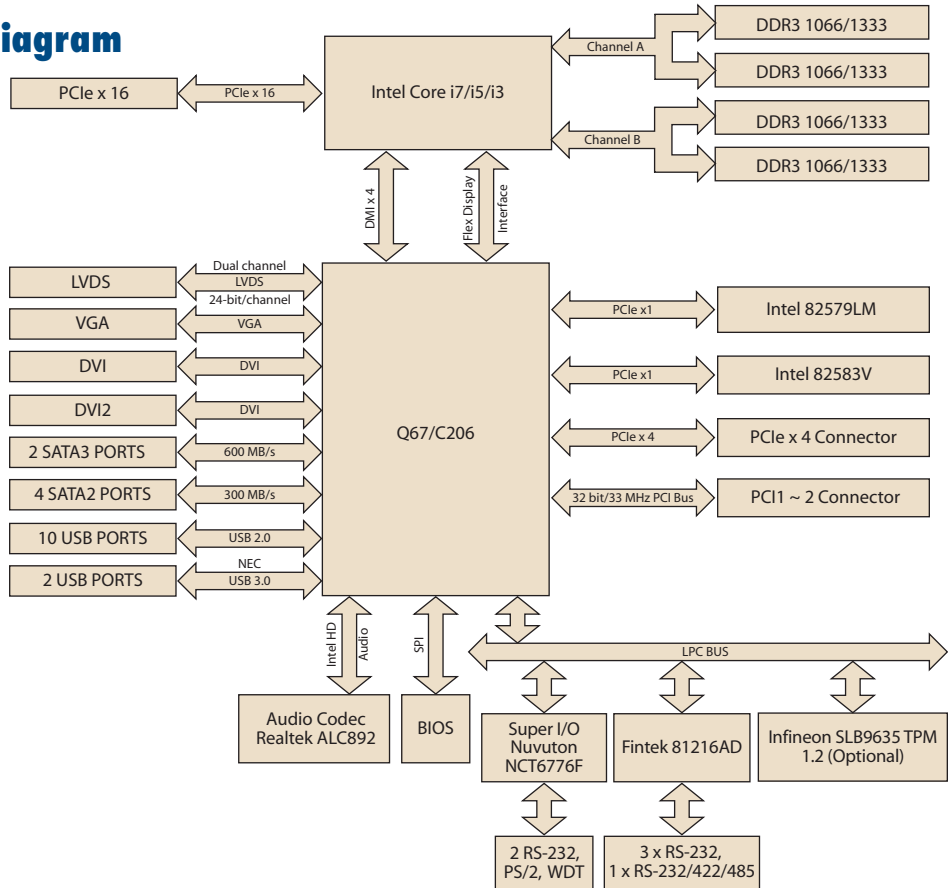 iagram
DDR3 1066/1333
Channel A
PCIe x 16
PCIe x 16
Intel Core i7/i5/i3
DDR3 1066/1333
DDR3 1066/1333
Channel B
DDR3 1066/1333
DMI x 4
Flex Display
Interface
Dual channel
LVDS
LVDS
24-bit/channel
VGA
VGA
DVI
DVI
DVI2
DVI
2 SATA3 PORTS
600 MB/s
4 SATA2 PORTS
300 MB/s
10 USB PORTS
USB 2.0
NEC
2 USB PORTS
USB 3.0
Q67/C206
PCIe x1
Intel 82579LM
PCIe x1
Intel 82583V
PCIe x 4
PCIe x 4 Connector
32 bit/33 MHz PCI Bus
PCI1 ~ 2 Connector
Intel HD
Audio
SPI
LPC BUS
Audio Codec
Realtek ALC892
BIOS
Super I/O
Nuvuton
NCT6776F
Fintek 81216AD
Infineon SLB9635 TPM
1.2 (Optional)
2 RS-232,
PS/2, WDT
3 x RS-232,
1 x RS-232/422/485